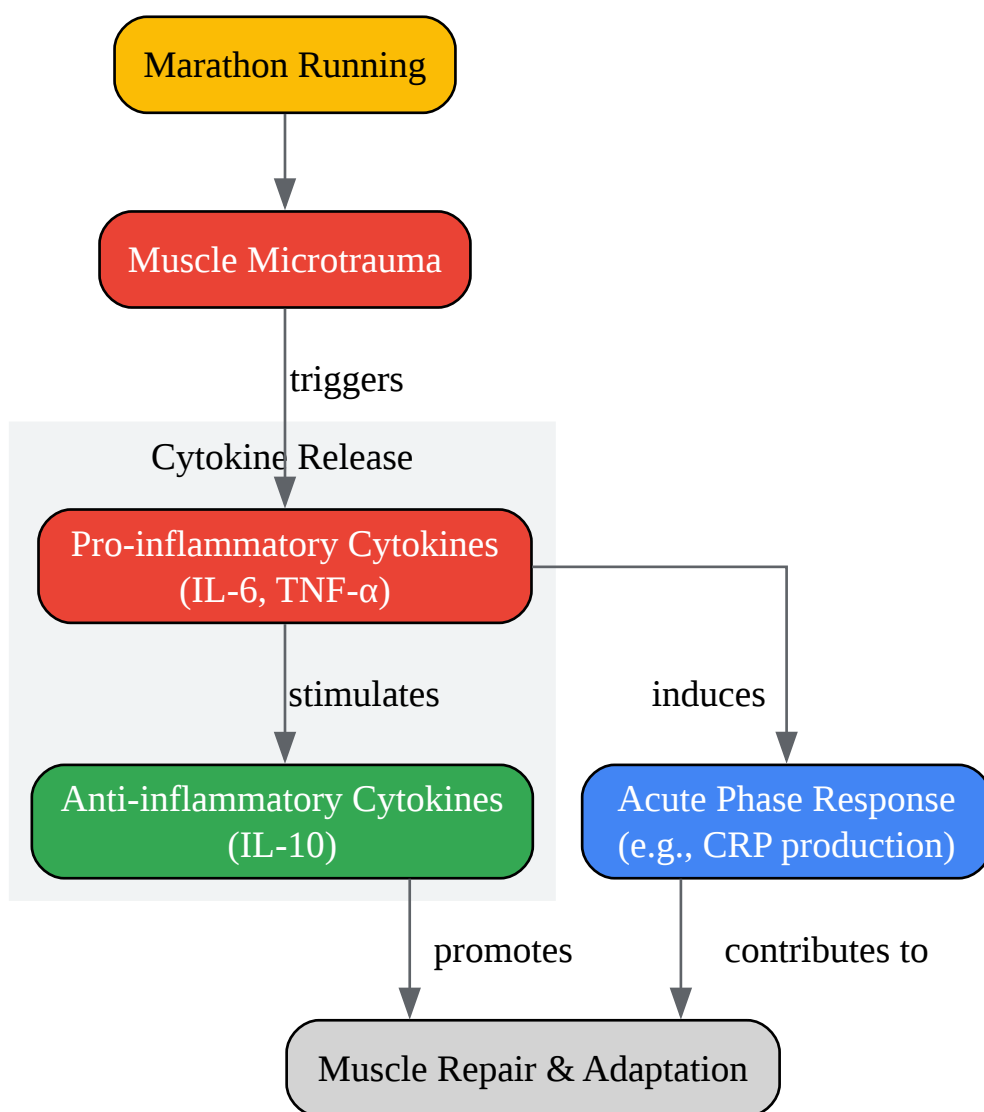 Marathon Running
Muscle Microtrauma
triggers
Cytokine Release
Pro-inflammatory Cytokines
(IL-6, TNF-α)
stimulates
induces
Anti-inflammatory Cytokines
(IL-10)
Acute Phase Response
(e.g., CRP production)
promotes
contributes to
Muscle Repair & Adaptation